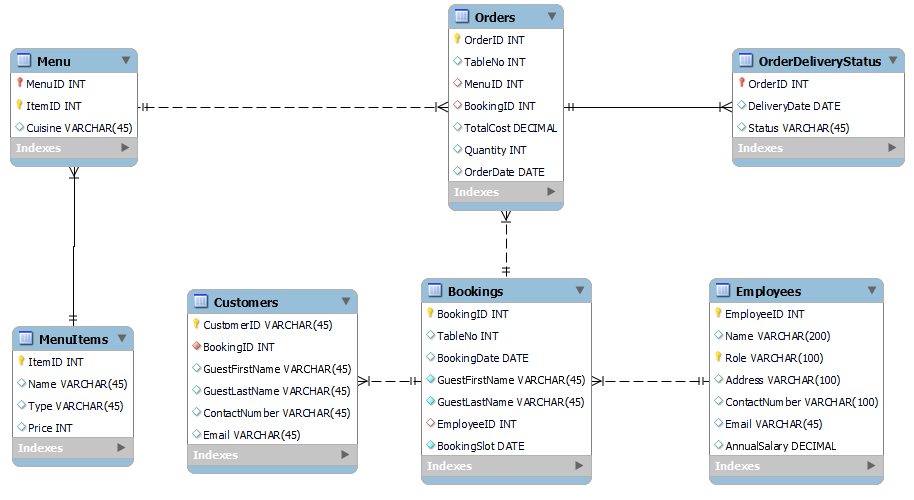 Menu
MenuID INT
ItemID INT
Cuisine VARCHAR(45)
Indexes
Orders
OrderID INT
TableNo INT
MenuID INT
BookingID INT
TotalCost DECIMAL
Quantity INT
OrderDate DATE
Indexes
OrderDeliveryStatus
OrderID INT
DeliveryDate DATE
Status VARCHAR(45)
Indexes
MenuItems
ItemID INT
Name VARCHAR(45)
Type VARCHAR(45)
Price INT
Indexes
Customers
CustomerID VARCHAR(45)
BookingID INT
GuestFirstName VARCHAR(45)
GuestLastName VARCHAR(45)
ContactNumber VARCHAR(45)
Email VARCHAR(45)
Indexes
Bookings
BookingID INT
TableNo INT
BookingDate DATE
GuestFirstName VARCHAR(45)
GuestLastName VARCHAR(45)
EmployeeID INT
BookingSlot DATE
Indexes
Employees
EmployeeID INT
Name VARCHAR(200)
Role VARCHAR(100)
Address VARCHAR(100)
ContactNumber VARCHAR(100)
Email VARCHAR(45)
AnnualSalary DECIMAL
Indexes